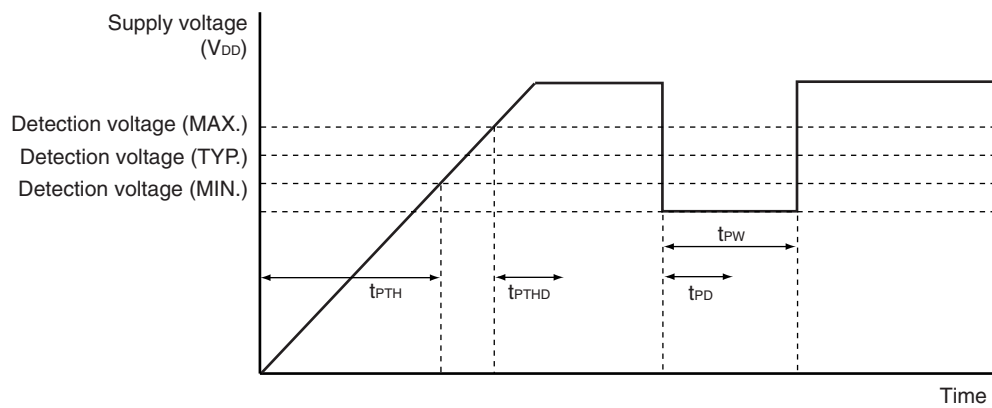 Supply voltage
(VDD)
Detection voltage (MAX.)
Detection voltage (TYP.)
Detection voltage (MIN.)
tPW
tPTH
tPTHD
tPD
Time